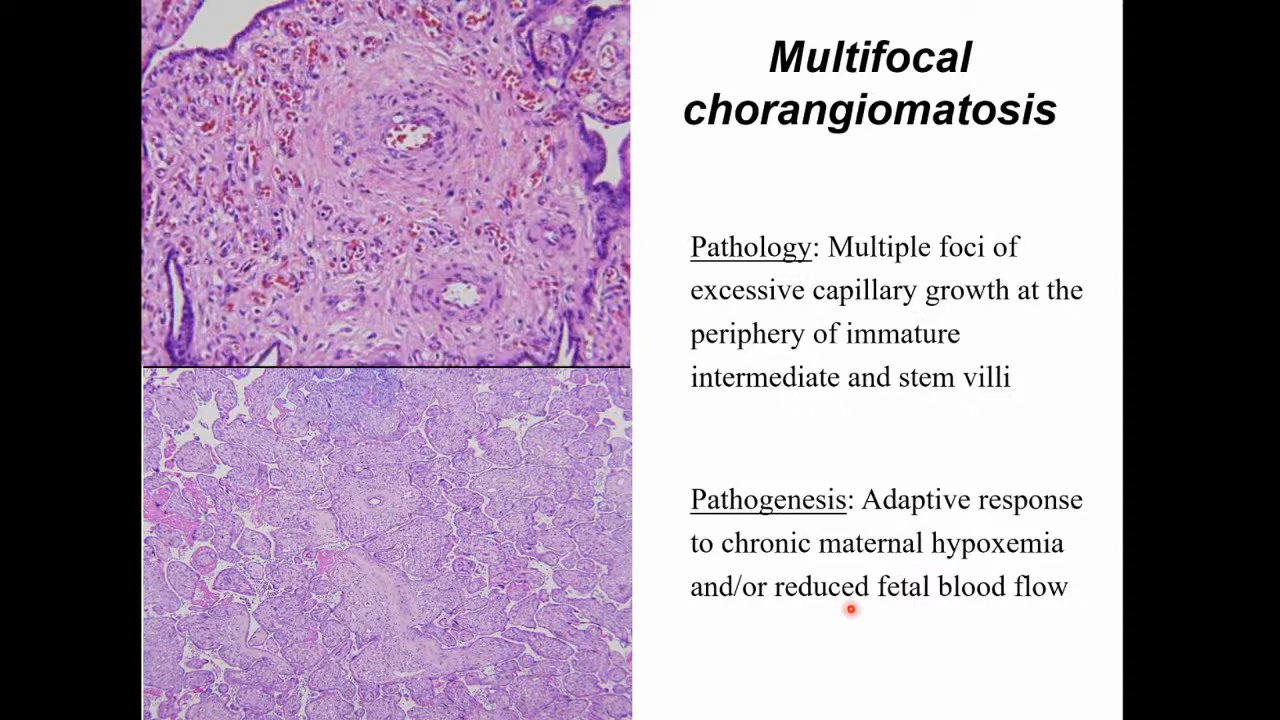 Multifocal
chorangiomatosis
Pathology: Multiple foci of
excessive capillary growth at the
periphery of immature
intermediate and stem villi
Pathogenesis: Adaptive response
to chronic maternal hypoxemia
and/or reduced fetal blood flow